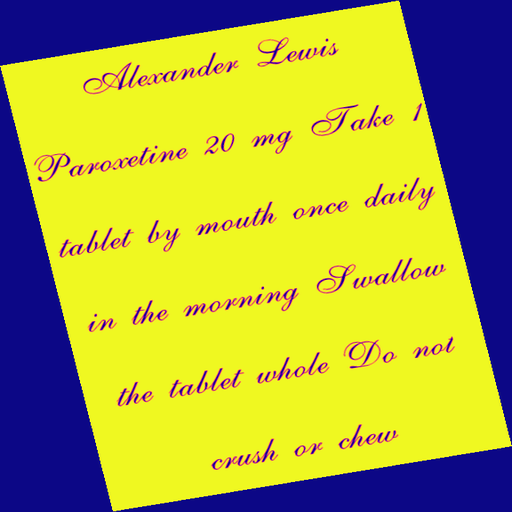 Alexander Lewis
Paroxetine 20 mg Take 1
tablet by mouth once daily
in the morning Swallow
the tablet whole Do not
crush or chew